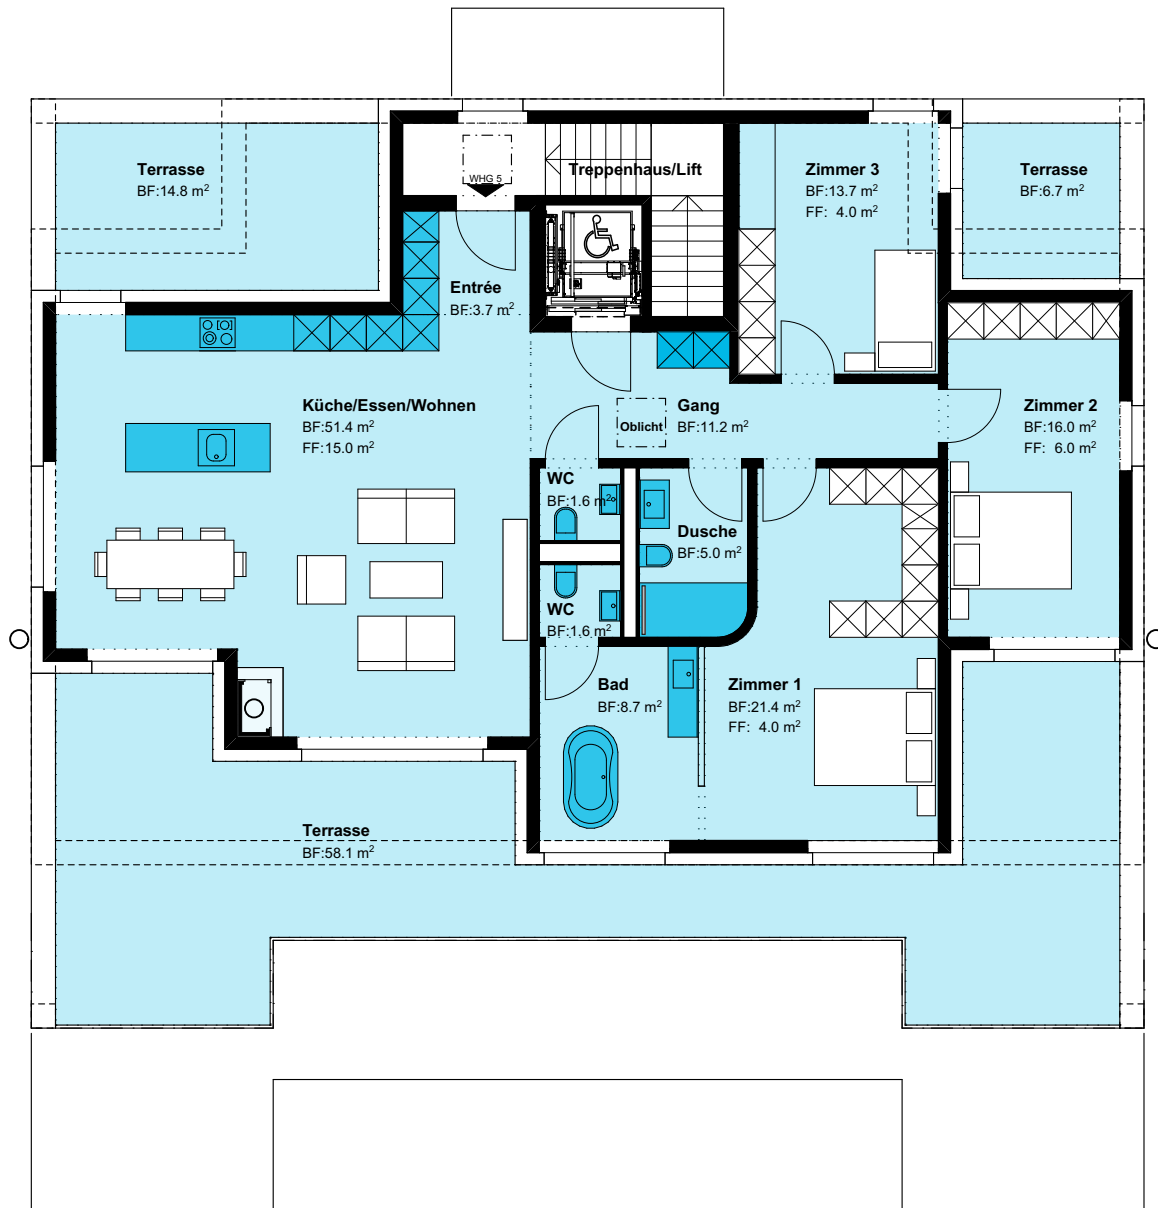 Terrasse
BF:14.8 m²
WHG 5
Treppenhaus/Lift
Zimmer 3
BF:13.7 m²
FF: 4.0 m²
Terrasse
BF:6.7 m²
Entrée
BF:3.7 m²
Küche/Essen/Wohnen
BF:51.4 m²
FF:15.0 m²
Oblicht
Gang
BF:11.2 m²
Zimmer 2
BF:16.0 m²
FF: 6.0 m²
WC
BF:1.6 m²
Dusche
BF:5.0 m²
WC
BF:1.6 m²
Bad
BF:8.7 m²
Zimmer 1
BF:21.4 m²
FF: 4.0 m²
Terrasse
BF:58.1 m²